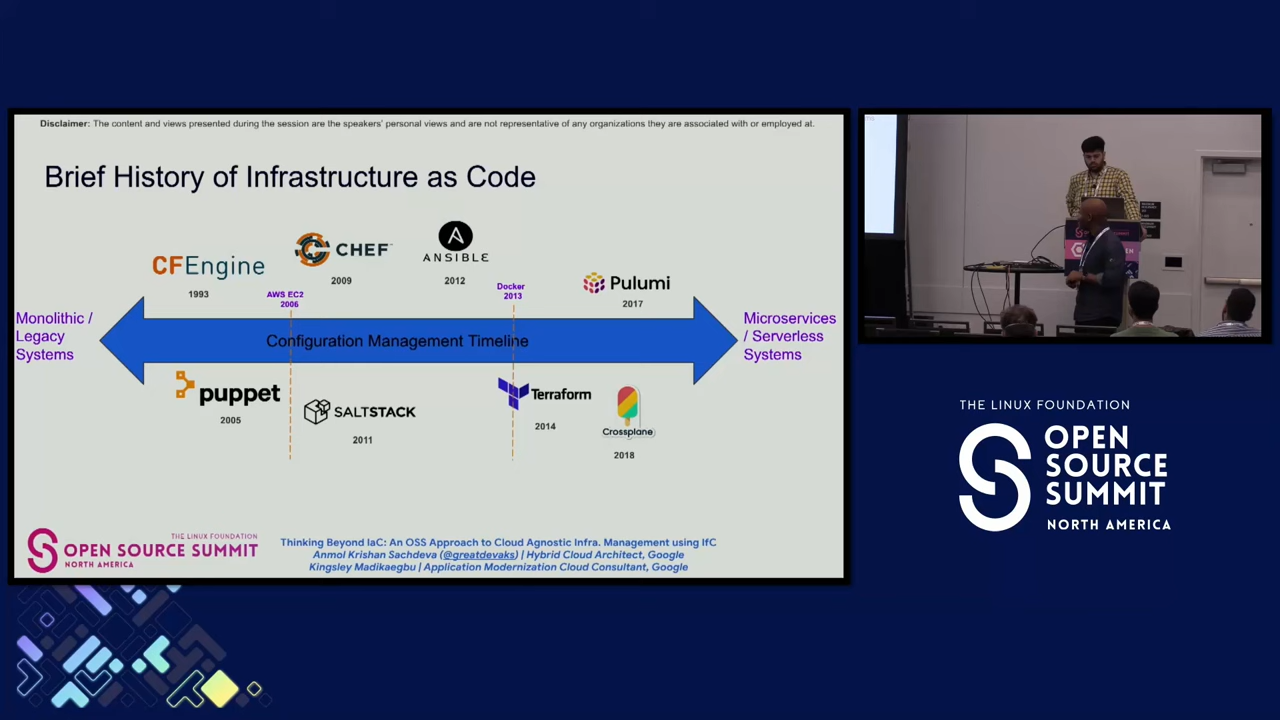 Disclaimer: The content and views presented during the session are the speakers' personal views and are not representative of any organizations they are associated with or employed at.
Brief History of Infrastructure as Code
CFEngine
1993
CHEF
2009
ANSIBLE
2012
Pulumi
2017
AWS EC2
2006
Docker
2013
Monolithic /
Legacy
Systems
Configuration Management Timeline
Microservices
/ Serverless
Systems
puppet
2005
SALTSTACK
2011
Terraform
2014
Crossplane
2018
THE LINUX FOUNDATION
OPEN SOURCE SUMMIT
NORTH AMERICA
Thinking Beyond IaC: An OSS Approach to Cloud Agnostic Infra. Management using IfC
Anmol Krishan Sachdeva (@greatdevaks) | Hybrid Cloud Architect, Google
Kingsley Madikaegbu | Application Modernization Cloud Consultant, Google
THE LINUX FOUNDATION
OPEN
SOURCE
SUMMIT
NORTH AMERICA